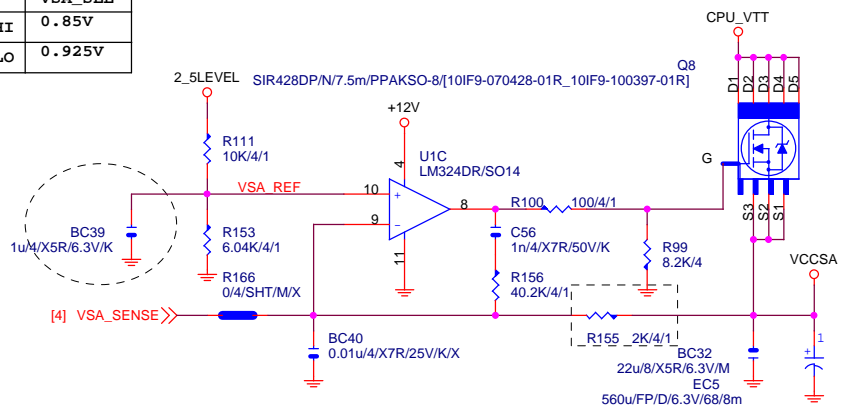 VSA_SEL
HI 0.85V
LO 0.925V
CPU_VTT
Q8
2_5LEVEL
SIR428DP/N/7.5m/PPAKSO-8/[10IF9-070428-01R_10IF9-100397-01R]
D1 D2 D3 D4 D5
+12V
R111
10K/4/1
U1C
LM324DR/SO14
4
G
VSA_REF
10
+
8
R100 100/4/1
9
-
S3 S2 S1
BC39
1u/4/X5R/6.3V/K
R153
6.04K/4/1
11
C56
1n/4/X7R/50V/K
R99
8.2K/4
R166
0/4/SHT/M/X
R156
40.2K/4/1
VCCSA
[4] VSA_SENSE
R155 2K/4/1
BC40
0.01u/4/X7R/25V/K/X
BC32
22u/8/X5R/6.3V/M
1
+
EC5
560u/FP/D/6.3V/68/8m